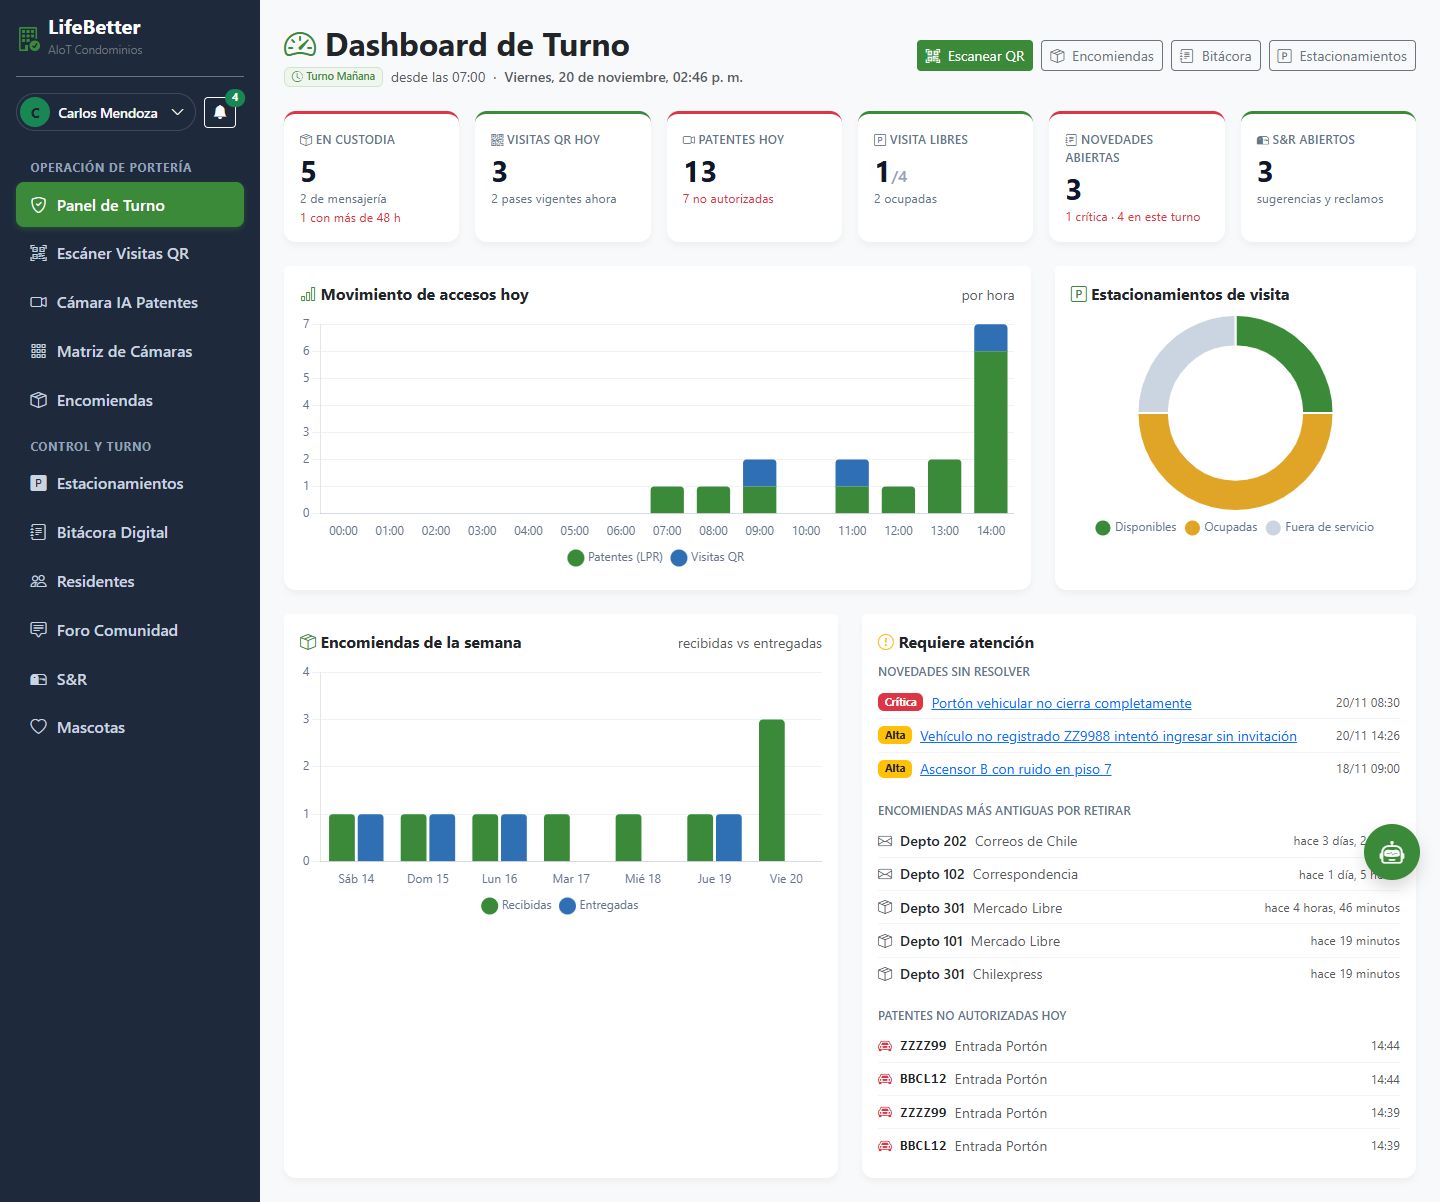 LifeBetter
AIoT Condominios
C Carlos Mendoza
4
OPERACIÓN DE PORTERÍA
Panel de Turno
Escáner Visitas QR
Cámara IA Patentes
Matriz de Cámaras
Encomiendas
CONTROL Y TURNO
P Estacionamientos
Bitácora Digital
Residentes
Foro Comunidad
S&R
Mascotas
Dashboard de Turno
Turno Mañana desde las 07:00 · Viernes, 20 de noviembre, 02:46 p. m.
Escanear QR
Encomiendas
Bitácora
P Estacionamientos
EN CUSTODIA
5
2 de mensajería
1 con más de 48 h
VISITAS QR HOY
3
2 pases vigentes ahora
PATENTES HOY
13
7 no autorizadas
P VISITA LIBRES
1/4
2 ocupadas
NOVEDADES
ABIERTAS
3
1 crítica · 4 en este turno
S&R ABIERTOS
3
sugerencias y reclamos
Movimiento de accesos hoy
por hora
7
6
5
4
3
2
1
0
00:00 01:00 02:00 03:00 04:00 05:00 06:00 07:00 08:00 09:00 10:00 11:00 12:00 13:00 14:00
Patentes (LPR) Visitas QR
P Estacionamientos de visita
Disponibles Ocupadas Fuera de servicio
Encomiendas de la semana
recibidas vs entregadas
4
3
2
1
0
Sáb 14 Dom 15 Lun 16 Mar 17 Mié 18 Jue 19 Vie 20
Recibidas Entregadas
Requiere atención
NOVEDADES SIN RESOLVER
Crítica Portón vehicular no cierra completamente 20/11 08:30
Alta Vehículo no registrado ZZ9988 intentó ingresar sin invitación 20/11 14:26
Alta Ascensor B con ruido en piso 7 18/11 09:00
ENCOMIENDAS MÁS ANTIGUAS POR RETIRAR
Depto 202 Correos de Chile hace 3 días, 2
Depto 102 Correspondencia hace 1 día, 5
Depto 301 Mercado Libre hace 4 horas, 46 minutos
Depto 101 Mercado Libre hace 19 minutos
Depto 301 Chilexpress hace 19 minutos
PATENTES NO AUTORIZADAS HOY
ZZZZ99 Entrada Portón 14:44
BBCL12 Entrada Portón 14:44
ZZZZ99 Entrada Portón 14:39
BBCL12 Entrada Portón 14:39